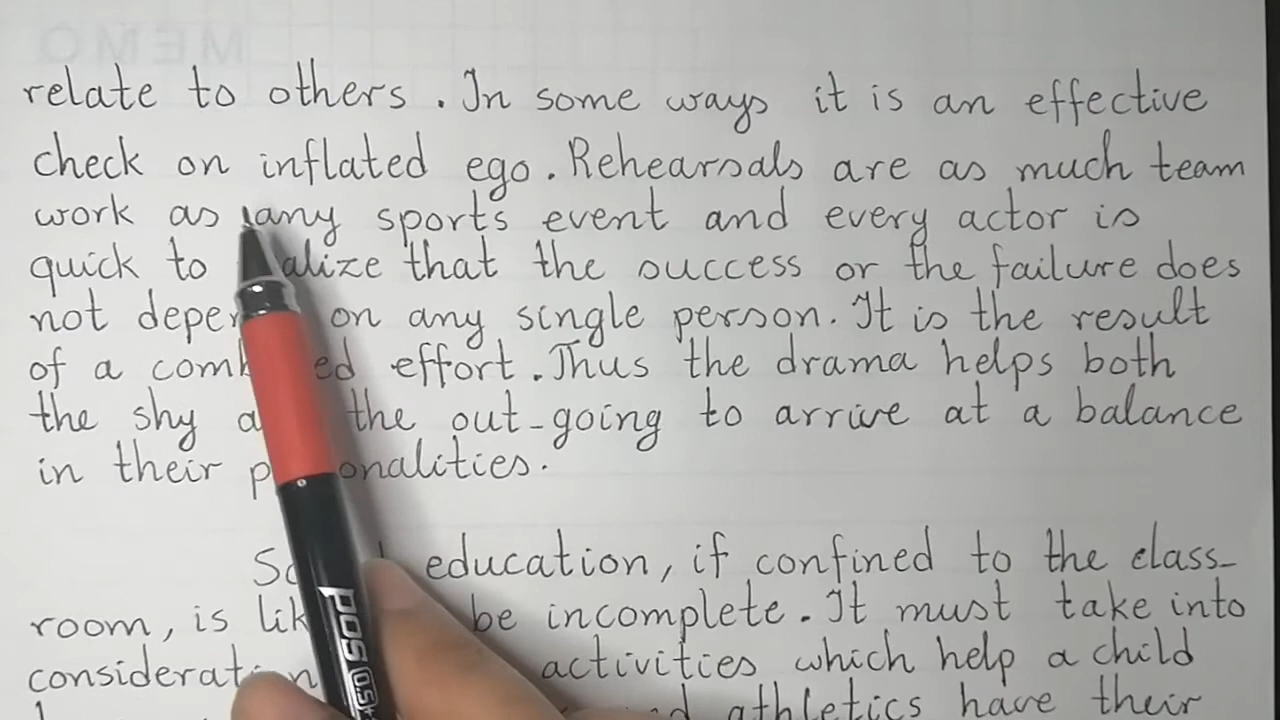 MEMO
relate to others. In some ways it is an effective
check on inflated ego. Rehearsals are as much team
work as any sports event and every actor is
quick to that the success or the failure does
not on any single person. It is the result
of a effort. Thus the drama helps both
the shy the out-going to arrive at a balance
in their
education, if confined to the class-
room, is be incomplete. It must take into
activities which help a child
athletics have their
POS 0.5